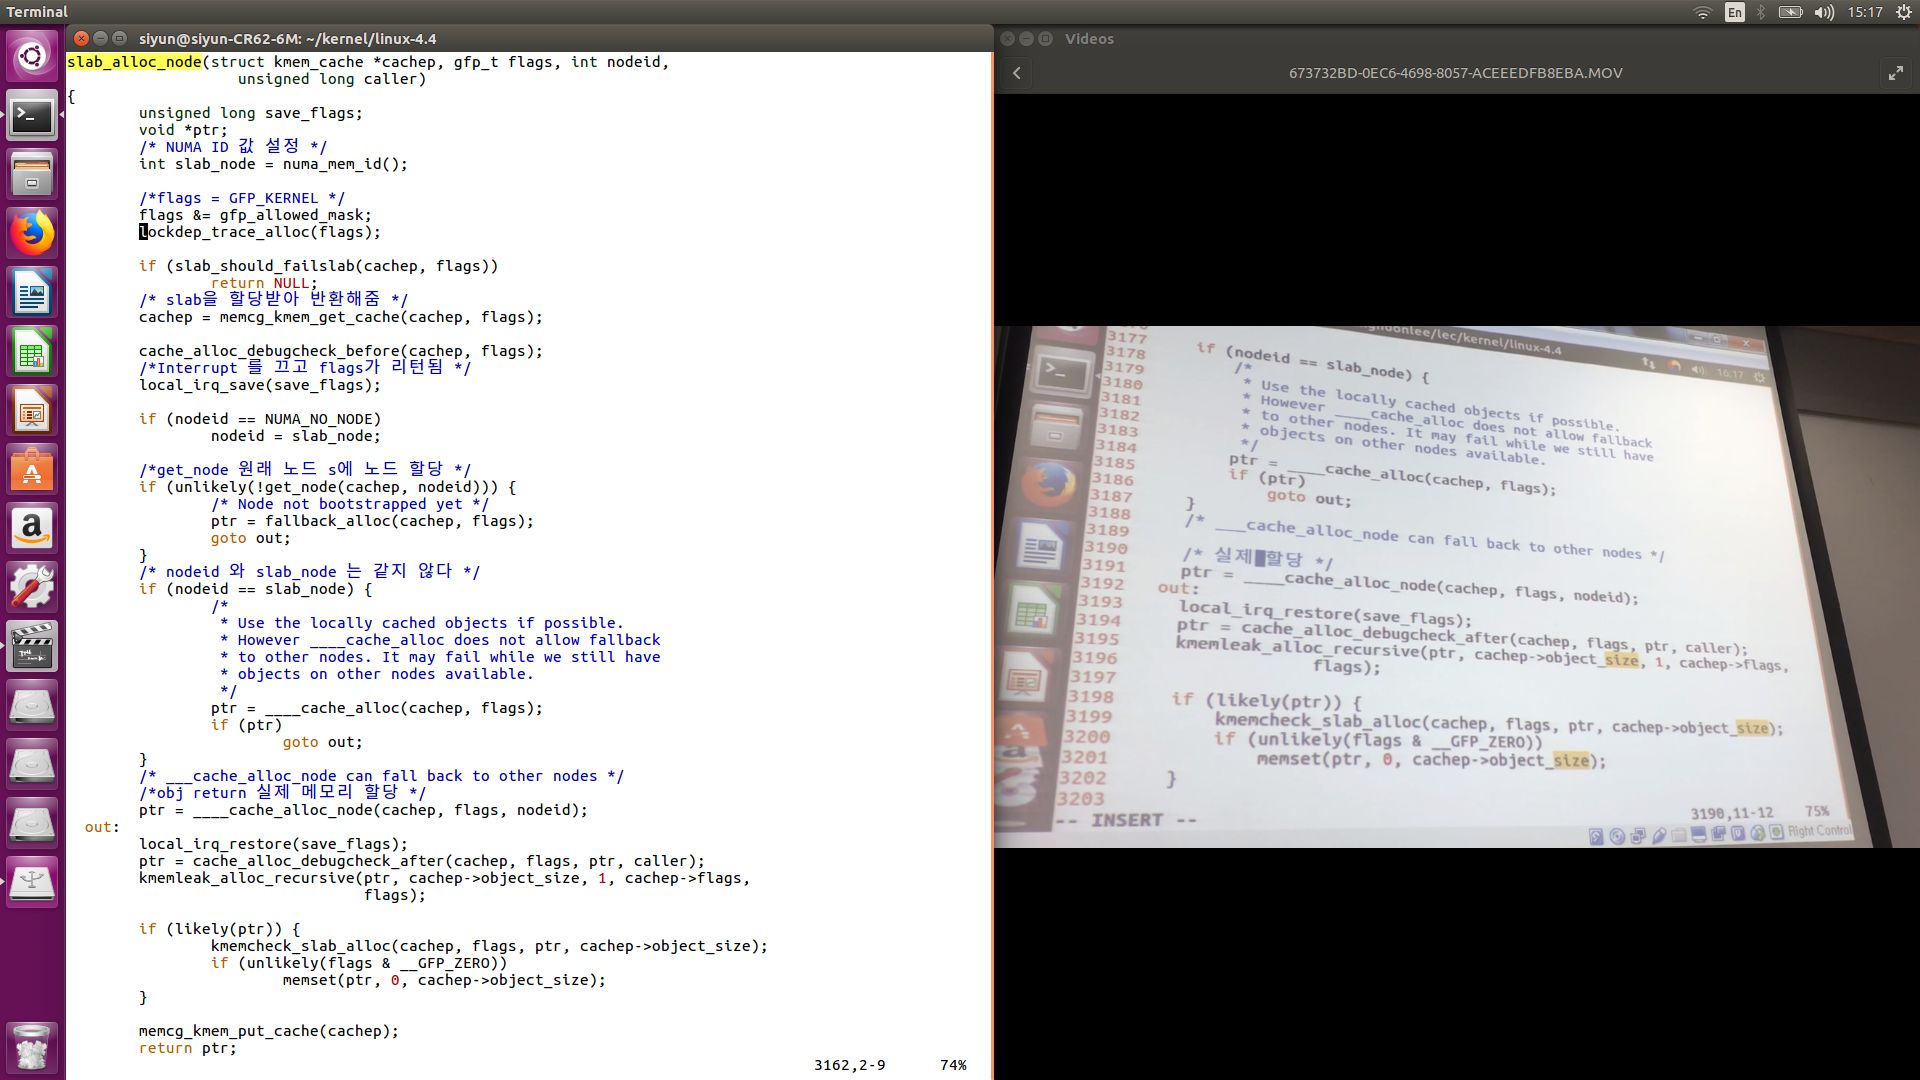 Terminal
En
15:17
siyun@siyun-CR62-6M: ~/kernel/linux-4.4
slab_alloc_node(struct kmem_cache *cachep, gfp_t flags, int nodeid,
unsigned long caller)
{
unsigned long save_flags;
void *ptr;
/* NUMA ID 값 설정 */
int slab_node = numa_mem_id();
/*flags = GFP_KERNEL */
flags &= gfp_allowed_mask;
lockdep_trace_alloc(flags);
if (slab_should_failslab(cachep, flags))
return NULL;
/* slab을 할당받아 반환해줌 */
cachep = memcg_kmem_get_cache(cachep, flags);
cache_alloc_debugcheck_before(cachep, flags);
/*Interrupt 를 끄고 flags가 리턴됨 */
local_irq_save(save_flags);
if (nodeid == NUMA_NO_NODE)
nodeid = slab_node;
/*get_node 원래 노드 s에 노드 할당 */
if (unlikely(!get_node(cachep, nodeid))) {
/* Node not bootstrapped yet */
ptr = fallback_alloc(cachep, flags);
goto out;
}
/* nodeid 와 slab_node 는 같지 않다 */
if (nodeid == slab_node) {
/*
* Use the locally cached objects if possible.
* However ____cache_alloc does not allow fallback
* to other nodes. It may fail while we still have
* objects on other nodes available.
*/
ptr = ____cache_alloc(cachep, flags);
if (ptr)
goto out;
}
/* ___cache_alloc_node can fall back to other nodes */
/*obj return 실제 메모리 할당 */
ptr = ____cache_alloc_node(cachep, flags, nodeid);
out:
local_irq_restore(save_flags);
ptr = cache_alloc_debugcheck_after(cachep, flags, ptr, caller);
kmemleak_alloc_recursive(ptr, cachep->object_size, 1, cachep->flags,
flags);
if (likely(ptr)) {
kmemcheck_slab_alloc(cachep, flags, ptr, cachep->object_size);
if (unlikely(flags & __GFP_ZERO))
memset(ptr, 0, cachep->object_size);
}
memcg_kmem_put_cache(cachep);
return ptr;
3162,2-9 74%
Videos
673732BD-0EC6-4698-8057-ACEEEDFB8EBA.MOV
hoonlee/lec/kernel/linux-4.4
16:17
3177
3178 if (nodeid == slab_node) {
3179 /*
3180 * Use the locally cached objects if possible.
3181 * However ____cache_alloc does not allow fallback
3182 * to other nodes. It may fail while we still have
3183 * objects on other nodes available.
3184 */
3185 ptr = ____cache_alloc(cachep, flags);
3186 if (ptr)
3187 goto out;
3188 }
3189 /* ___cache_alloc_node can fall back to other nodes */
3190 /* 실제 할당 */
3191 ptr = ____cache_alloc_node(cachep, flags, nodeid);
3192 out:
3193 local_irq_restore(save_flags);
3194 ptr = cache_alloc_debugcheck_after(cachep, flags, ptr, caller);
3195 kmemleak_alloc_recursive(ptr, cachep->object_size, 1, cachep->flags,
3196 flags);
3197
3198 if (likely(ptr)) {
3199 kmemcheck_slab_alloc(cachep, flags, ptr, cachep->object_size);
3200 if (unlikely(flags & __GFP_ZERO))
3201 memset(ptr, 0, cachep->object_size);
3202 }
3203
-- INSERT -- 3190,11-12 75%
Right Control